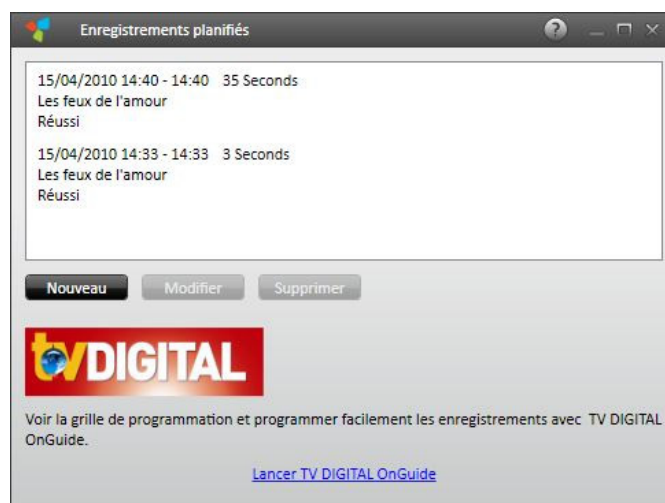 Enregistrements planifiés
15/04/2010 14:40 - 14:40 35 Seconds
Les feux de l'amour
Réussi
15/04/2010 14:33 - 14:33 3 Seconds
Les feux de l'amour
Réussi
Nouveau Modifier Supprimer
tv DIGITAL
Voir la grille de programmation et programmer facilement les enregistrements avec TV DIGITAL
OnGuide.
Lancer TV DIGITAL OnGuide